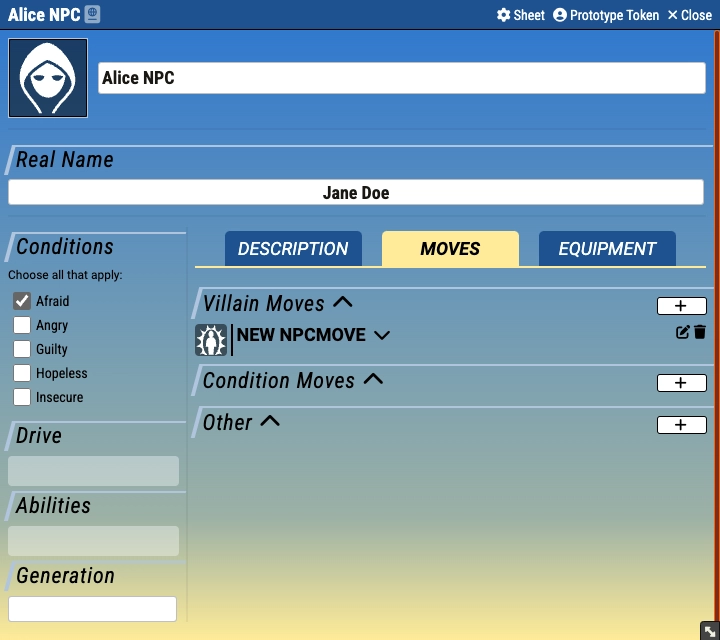 Alice NPC
Sheet
Prototype Token
Close
Alice NPC
Real Name
Jane Doe
Conditions
Choose all that apply:
Afraid
Angry
Guilty
Hopeless
Insecure
Drive
Abilities
Generation
DESCRIPTION
MOVES
EQUIPMENT
Villain Moves
+
NEW NPCMOVE
Condition Moves
+
Other
+